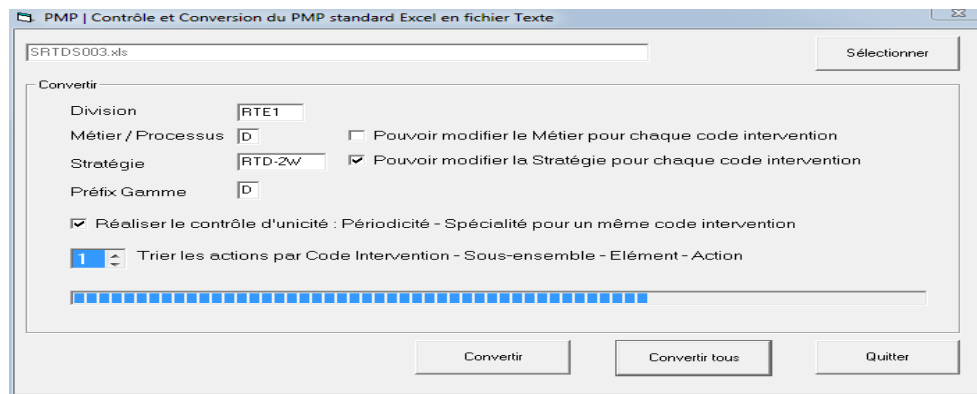 PMP | Contrôle et Conversion du PMP standard Excel en fichier Texte
SRTDS003.xls
Sélectionner
Convertir
Division RTE1
Métier / Processus D Pouvoir modifier le Métier pour chaque code intervention
Stratégie RTD-2W Pouvoir modifier la Stratégie pour chaque code intervention
Préfix Gamme D
Réaliser le contrôle d'unicité : Périodicité - Spécialité pour un même code intervention
1 Trier les actions par Code Intervention - Sous-ensemble - Elément - Action
Convertir Convertir tous Quitter